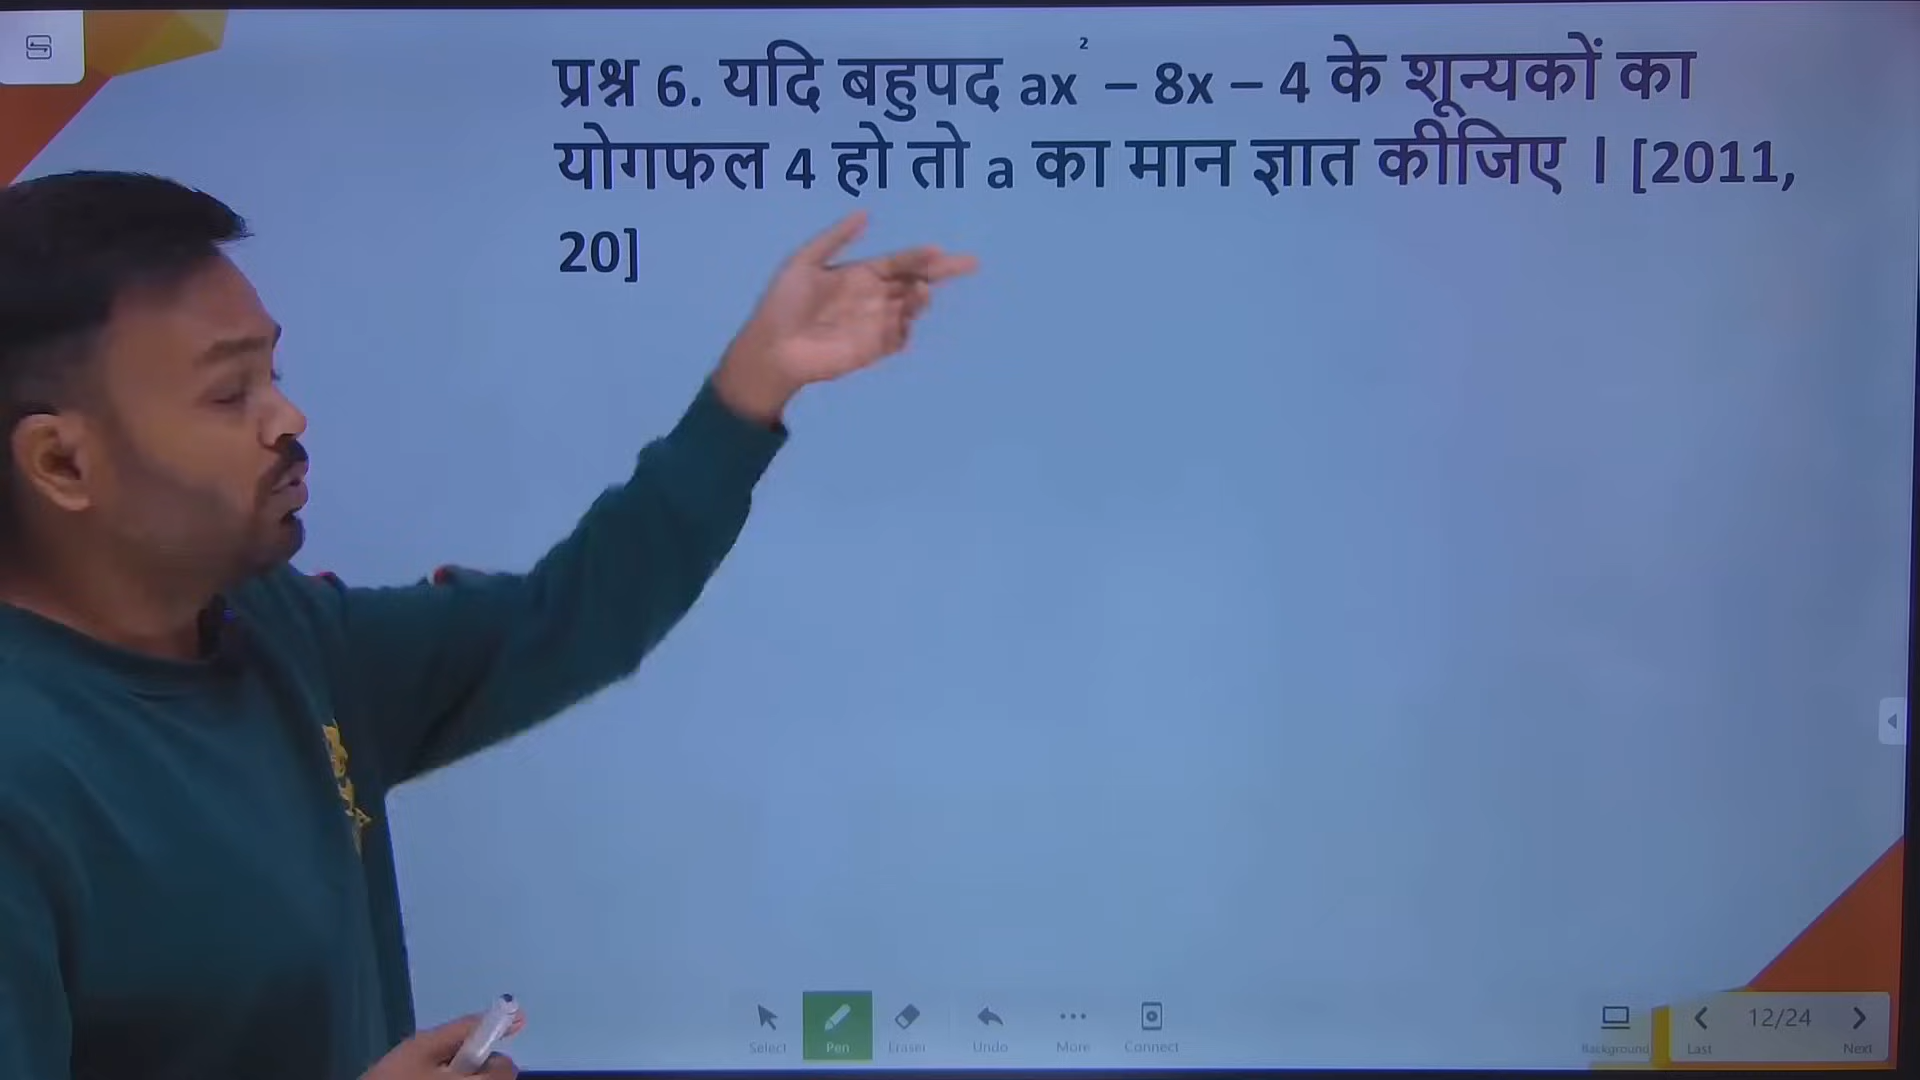 प्रश्न 6. यदि बहुपद ax² – 8x – 4 के शून्यकों का
योगफल 4 हो तो a का मान ज्ञात कीजिए । [2011,
20]
Select Pen Eraser Undo More Connect
Background Last 12/24 Next